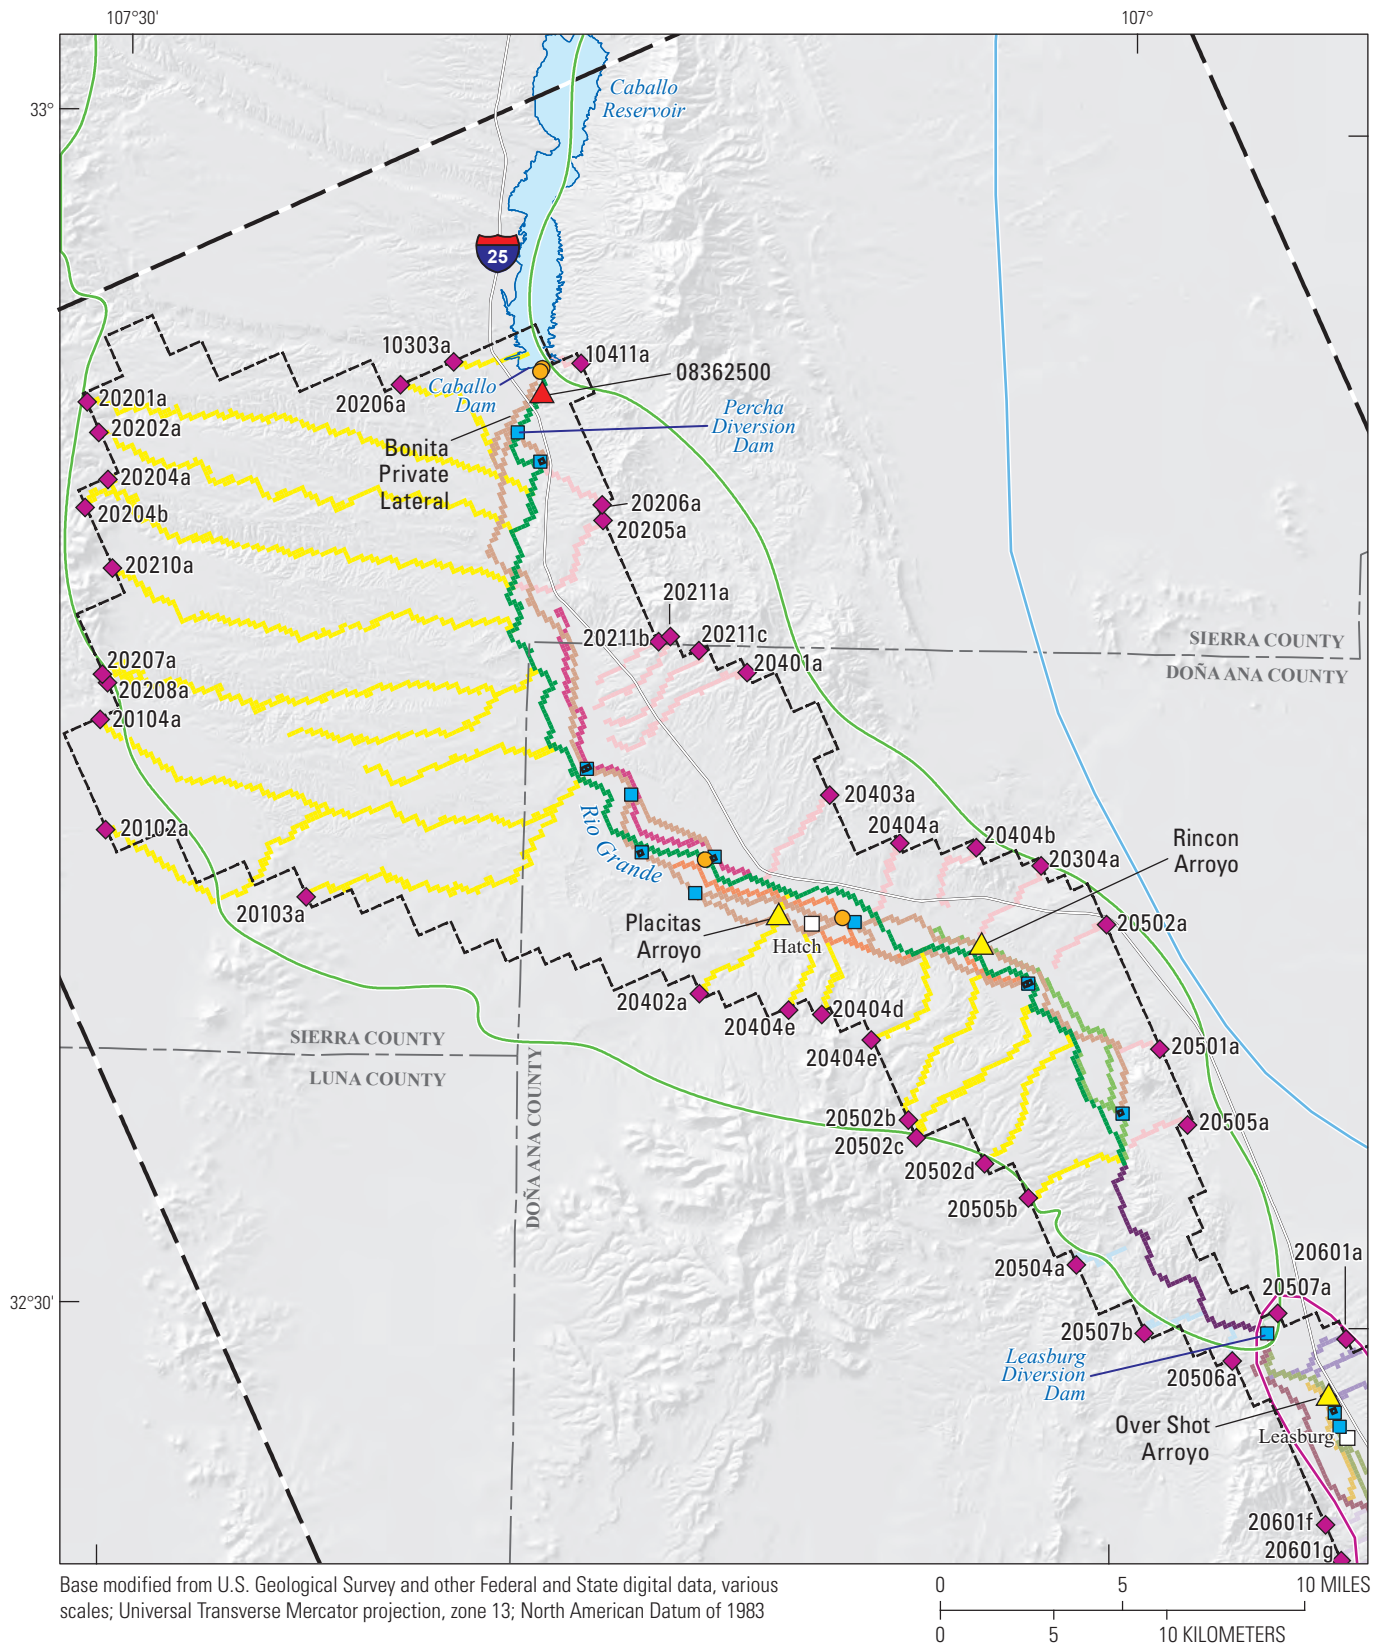 107°30'
107°
33°
Caballo
Reservoir
25
10303a
10411a
08362500
Caballo
Dam
20206a
20201a
Percha
Diversion
Dam
20202a
Bonita
Private
Lateral
20204a
20204b
20206a
20205a
20210a
20211a
20211b
20211c
SIERRA COUNTY
DOÑA ANA COUNTY
20401a
20207a
20208a
20104a
20403a
Rio Grande
20404a
20404b
Rincon
Arroyo
20102a
20304a
20103a
Placitas
Arroyo
Hatch
20502a
20402a
20404e
20404d
20404e
SIERRA COUNTY
LUNA COUNTY
DOÑA ANA COUNTY
20501a
20502b
20502c
20505a
20502d
20505b
20504a
20601a
20507a
32°30'
20507b
Leasburg
Diversion
Dam
20506a
Over Shot
Arroyo
Leasburg
20601f
20601g
Base modified from U.S. Geological Survey and other Federal and State digital data, various
scales; Universal Transverse Mercator projection, zone 13; North American Datum of 1983
0 5 10 MILES
0 5 10 KILOMETERS